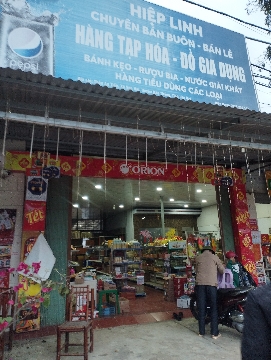 HIỆP LINH
CHUYÊN BÁN BUÔN - BÁN LẺ
HÀNG TẠP HÓA - ĐỒ GIA DỤNG
BÁNH KẸO - RƯỢU BIA - NƯỚC GIẢI KHÁT
HÀNG TIÊU DÙNG CÁC LOẠI
pepsi
ORION
Tết